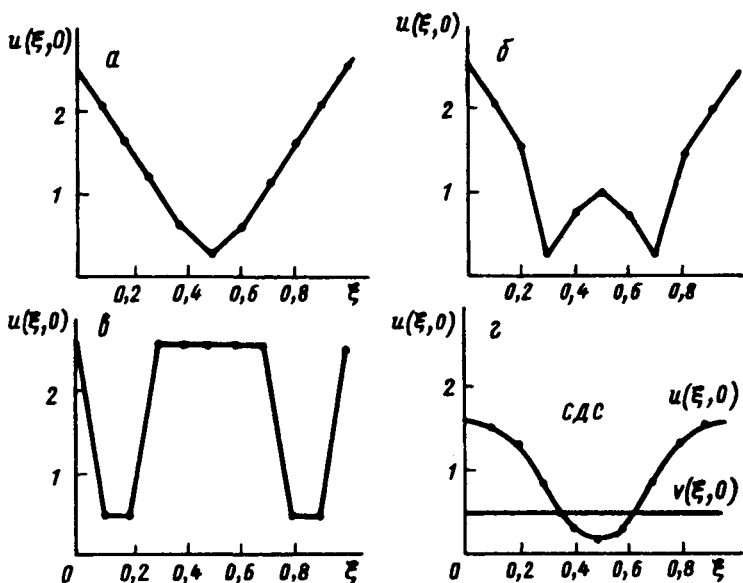 u(ξ,0) а
2
1
0,2 0,4 0,6 0,8 ξ
u(ξ,0) б
2
1
0,2 0,4 0,6 0,8
u(ξ,0) в
2
1
0 0,2 0,4 0,6 0,8 ξ
u(ξ,0) г
2
СДС
u(ξ,0)
1
v(ξ,0)
0 0,2 0,4 0,6 0,8 ξ